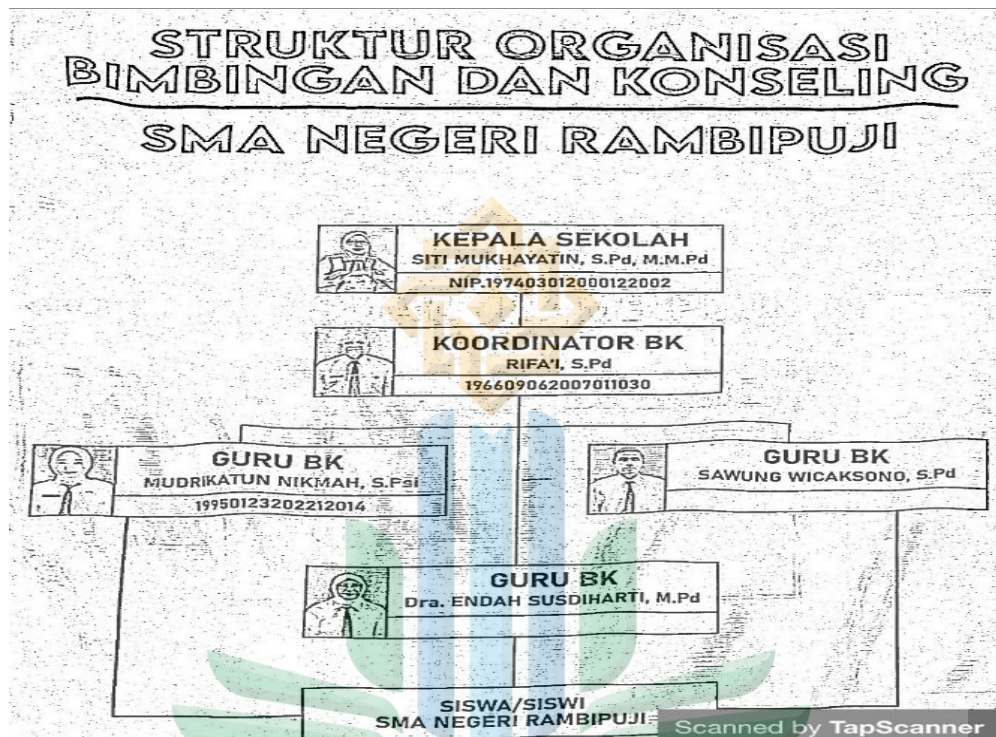 STRUKTUR ORGANISASI
BIMBINGAN DAN KONSELING
SMA NEGERI RAMBIPUJI
KEPALA SEKOLAH
SITI MUKHAYATIN, S.Pd, M.M.Pd
NIP.197403012000122002
KOORDINATOR BK
RIFA'I, S.Pd
196609062007011030
GURU BK
MUDRIKATUN NIKMAH, S.Psi
19950123202212014
GURU BK
SAWUNG WICAKSONO, S.Pd
GURU BK
Dra. ENDAH SUSDIHARTI, M.Pd
SISWA/SISWI
SMA NEGERI RAMBIPUJI
Scanned by TapScanner